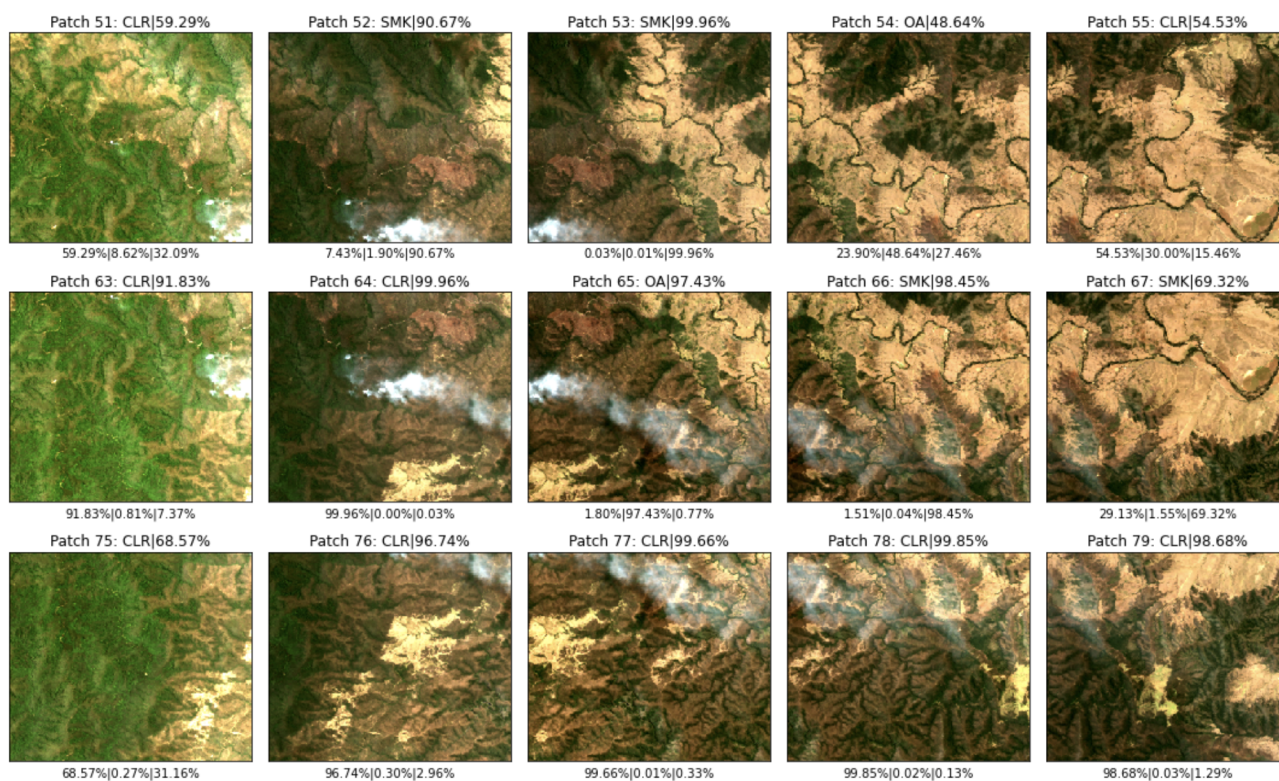 Patch 51: CLR|59.29% Patch 52: SMK|90.67% Patch 53: SMK|99.96% Patch 54: OA|48.64% Patch 55: CLR|54.53%
59.29%|8.62%|32.09% 7.43%|1.90%|90.67% 0.03%|0.01%|99.96% 23.90%|48.64%|27.46% 54.53%|30.00%|15.46%
Patch 63: CLR|91.83% Patch 64: CLR|99.96% Patch 65: OA|97.43% Patch 66: SMK|98.45% Patch 67: SMK|69.32%
91.83%|0.81%|7.37% 99.96%|0.00%|0.03% 1.80%|97.43%|0.77% 1.51%|0.04%|98.45% 29.13%|1.55%|69.32%
Patch 75: CLR|68.57% Patch 76: CLR|96.74% Patch 77: CLR|99.66% Patch 78: CLR|99.85% Patch 79: CLR|98.68%
68.57%|0.27%|31.16% 96.74%|0.30%|2.96% 99.66%|0.01%|0.33% 99.85%|0.02%|0.13% 98.68%|0.03%|1.29%